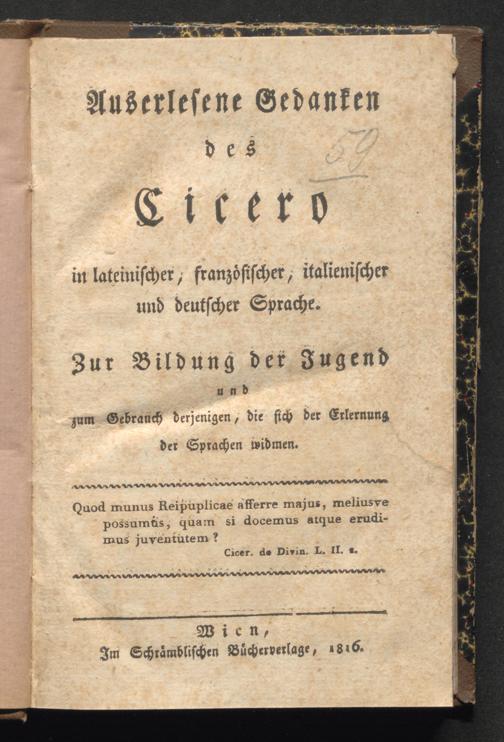 Auserlesene Gedanken
des
59
Cicero
in lateinischer, französischer, italienischer
und deutscher Sprache.
Zur Bildung der Jugend
und
zum Gebrauch derjenigen, die sich der Erlernung
der Sprachen widmen.
Quod munus Reipuplicae afferre majus, meliusve
possumus, quam si docemus atque erudi-
mus juventutem?
Cicer. de Divin. L. II. 2.
Wien,
Im Schrämblischen Bücherverlage, 1816.